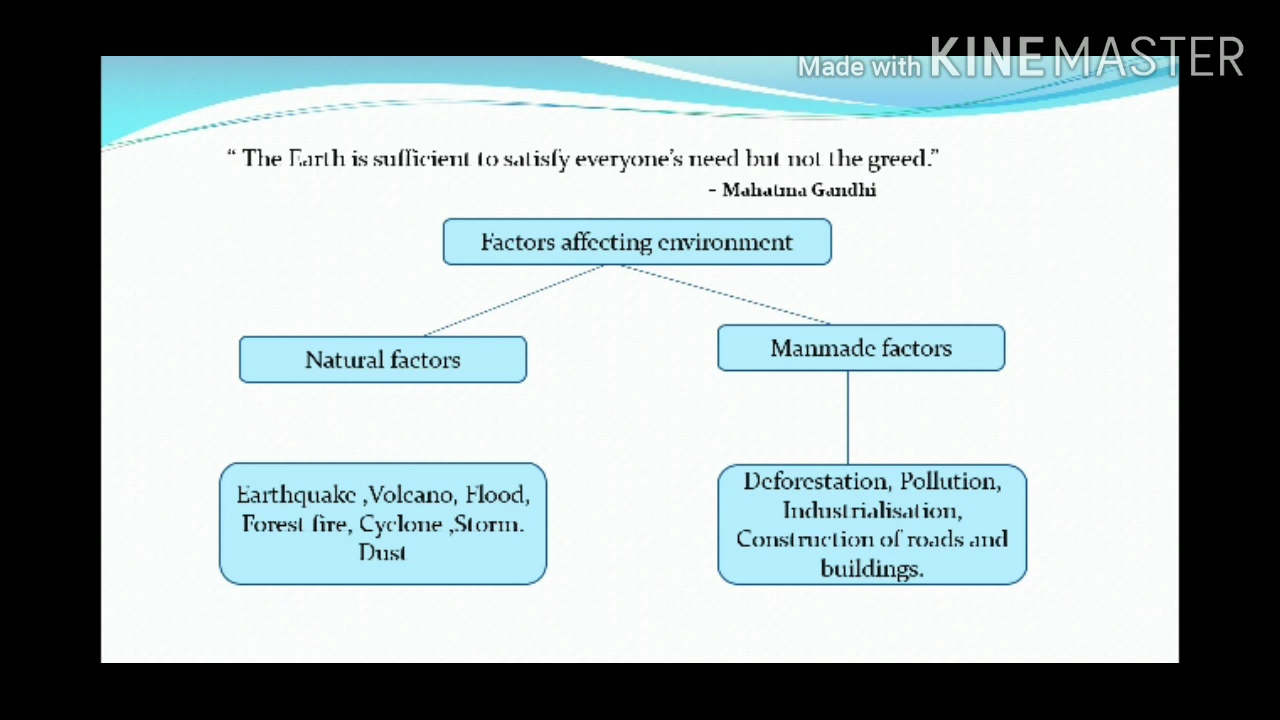 Made with KINEMASTER
“ The Earth is sufficient to satisfy everyone’s need but not the greed.”
- Mahatma Gandhi
Factors affecting environment
Natural factors
Manmade factors
Earthquake ,Volcano, Flood,
Forest fire, Cyclone ,Storm.
Dust
Deforestation, Pollution,
Industrialisation,
Construction of roads and
buildings.